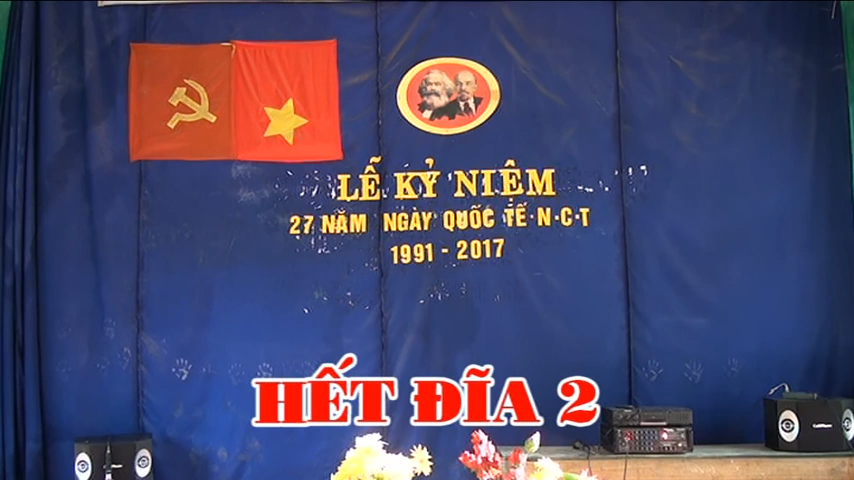 LỄ KỶ NIỆM
27 NĂM NGÀY QUỐC TẾ N·C·T
1991 - 2017
HẾT ĐĨA 2